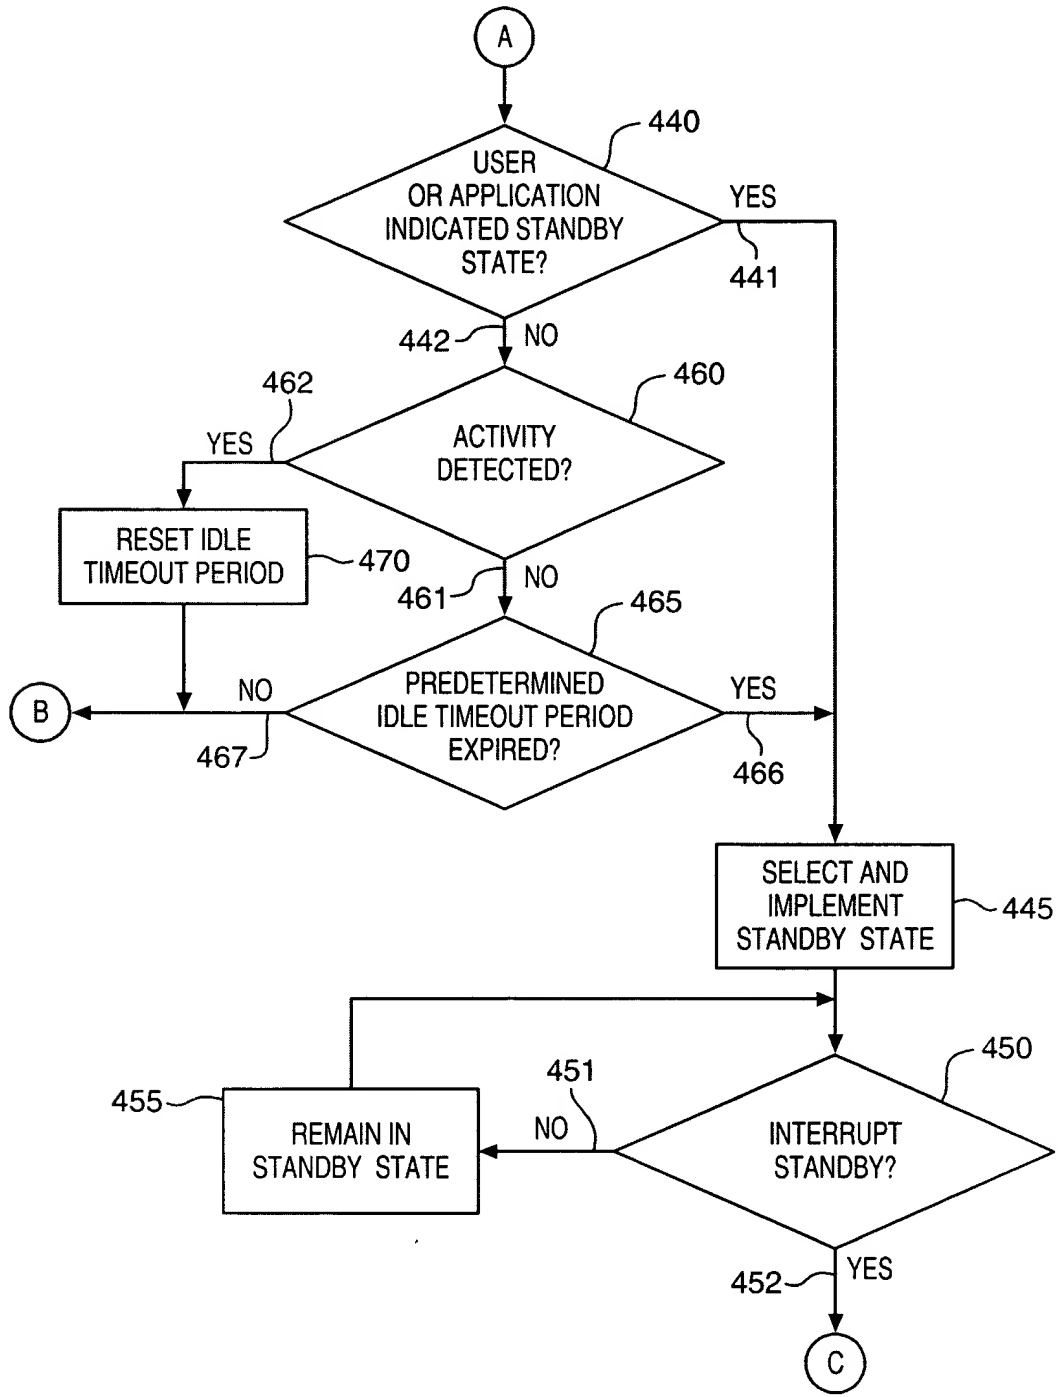 A
440
USER
OR APPLICATION
INDICATED STANDBY
STATE?
YES
441
442
NO
462
460
YES
ACTIVITY
DETECTED?
RESET IDLE
TIMEOUT PERIOD
470
461
NO
465
B
NO
467
PREDETERMINED
IDLE TIMEOUT PERIOD
EXPIRED?
YES
466
SELECT AND
IMPLEMENT
STANDBY STATE
445
455
REMAIN IN
STANDBY STATE
451
NO
450
INTERRUPT
STANDBY?
452
YES
C